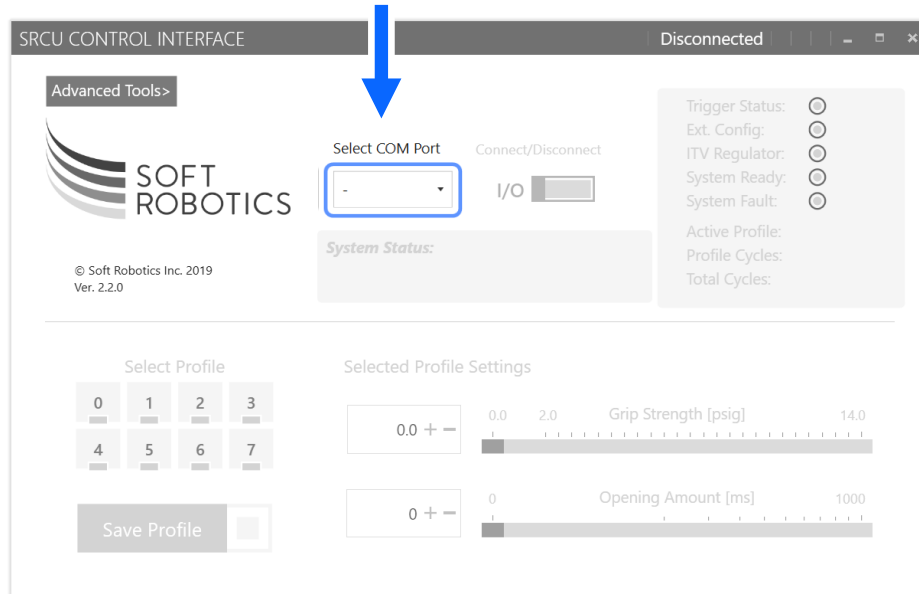 SRCU CONTROL INTERFACE
Disconnected
Advanced Tools>
SOFT
ROBOTICS
© Soft Robotics Inc. 2019
Ver. 2.2.0
Select COM Port
-
Connect/Disconnect
I/O
System Status:
Trigger Status:
Ext. Config:
ITV Regulator:
System Ready:
System Fault:
Active Profile:
Profile Cycles:
Total Cycles:
Select Profile
0 1 2 3
4 5 6 7
Save Profile
Selected Profile Settings
0.0 + −
0.0 2.0 Grip Strength [psig] 14.0
0 + −
0 Opening Amount [ms] 1000